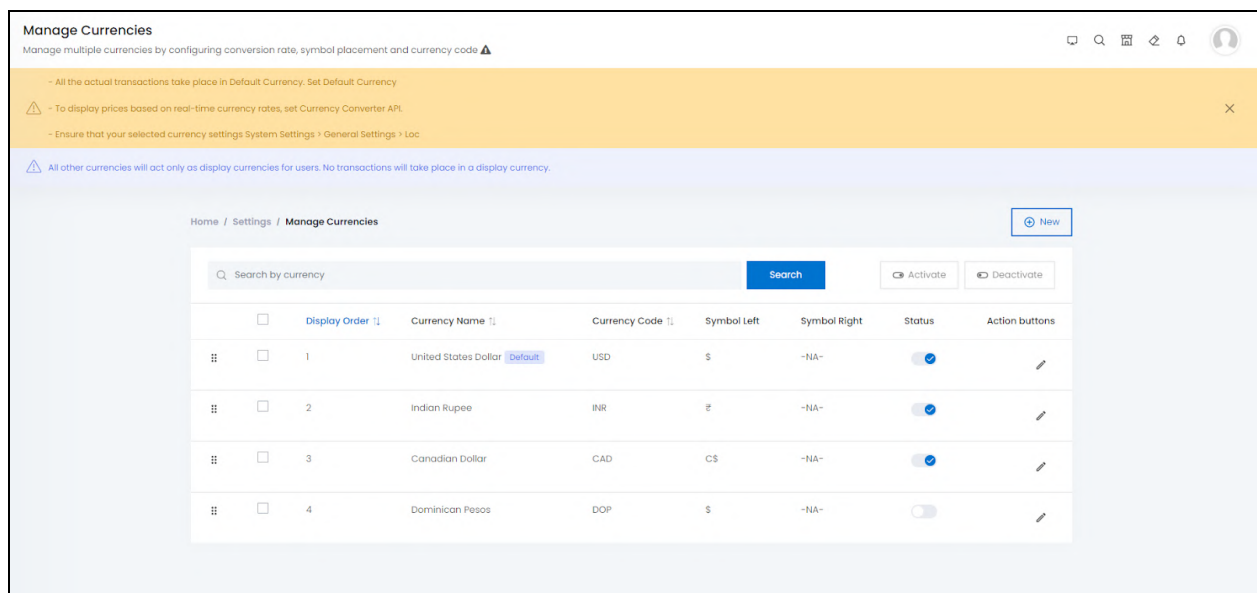 Manage Currencies
Manage multiple currencies by configuring conversion rate, symbol placement and currency code
- All the actual transactions take place in Default Currency. Set Default Currency
- To display prices based on real-time currency rates, set Currency Converter API.
- Ensure that your selected currency settings System Settings > General Settings > Loc
All other currencies will act only as display currencies for users. No transactions will take place in a display currency.
Home / Settings / Manage Currencies
New
Search by currency Search Activate Deactivate
Display Order Currency Name Currency Code Symbol Left Symbol Right Status Action buttons
1 United States Dollar Default USD $ -NA-
2 Indian Rupee INR ₹ -NA-
3 Canadian Dollar CAD C$ -NA-
4 Dominican Pesos DOP $ -NA-